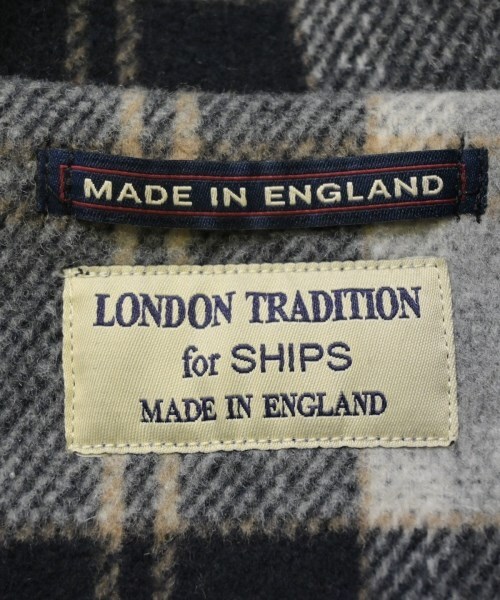 MADE IN ENGLAND
LONDON TRADITION
for SHIPS
MADE IN ENGLAND